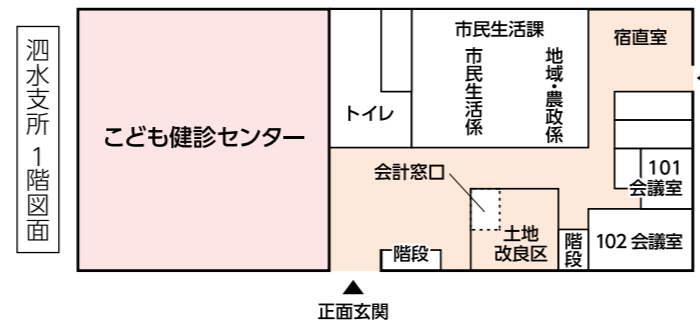 泗水支所 1階図面
こども健診センター
トイレ
市民生活課
市民生活係
地域・農政係
宿直室
会計窓口
101
会議室
土地
改良区
階段
階段
102 会議室
正面玄関